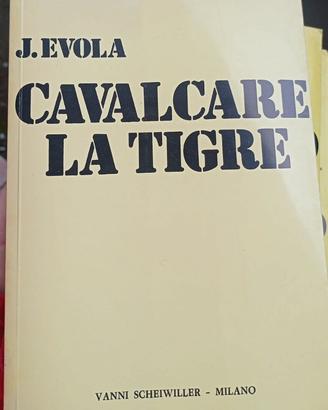 J. EVOLA
CAVALCARE
LA TIGRE
VANNI SCHEIWILLER - MILANO